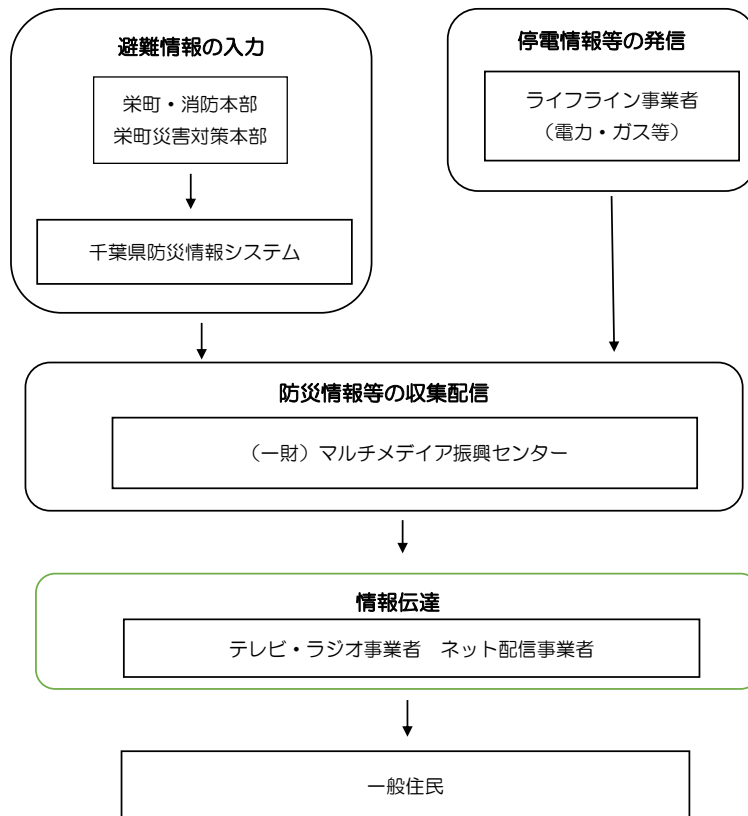 避難情報の入力
栄町・消防本部
栄町災害対策本部
千葉県防災情報システム
停電情報等の発信
ライフライン事業者
（電力・ガス等）
防災情報等の収集配信
（一財）マルチメデイア振興センター
情報伝達
テレビ・ラジオ事業者　ネット配信事業者
一般住民